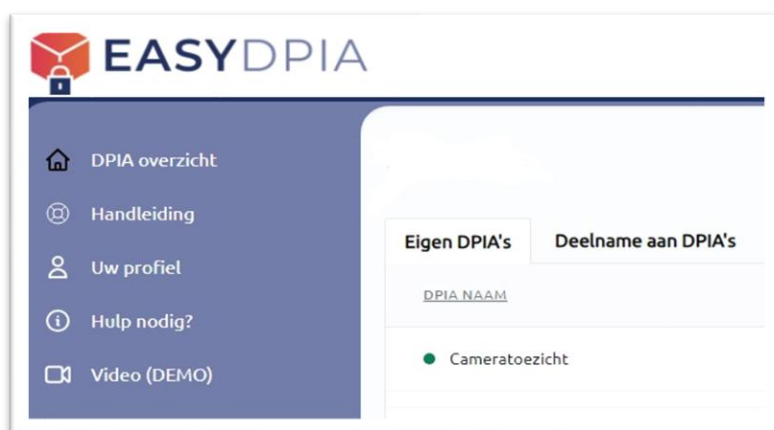 EASYDPIA
DPIA overzicht
Handleiding
Uw profiel
Hulp nodig?
Video (DEMO)
Eigen DPIA's
Deelname aan DPIA's
DPIA NAAM
Cameratoezicht